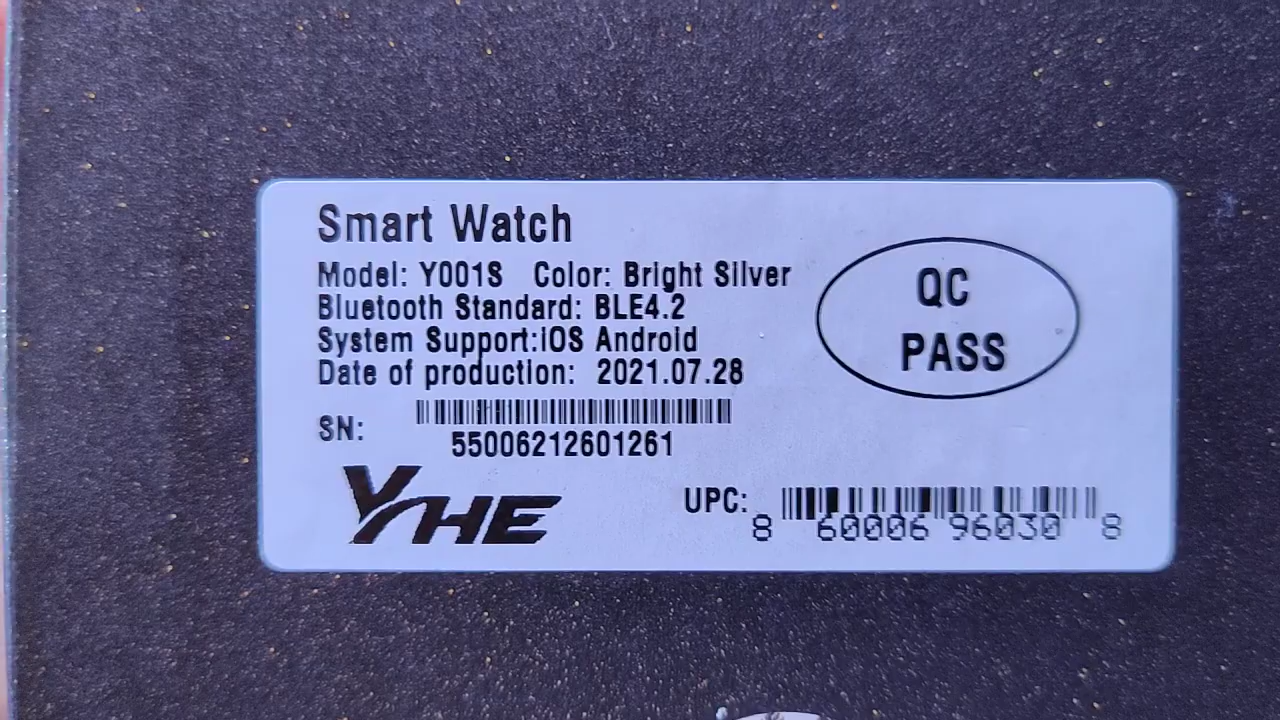 Smart Watch
Model: Y001S Color: Bright Silver
Bluetooth Standard: BLE4.2
System Support:iOS Android
Date of production: 2021.07.28
SN:
55006212601261
QC
PASS
YHE
UPC:
8 60006 96030 8